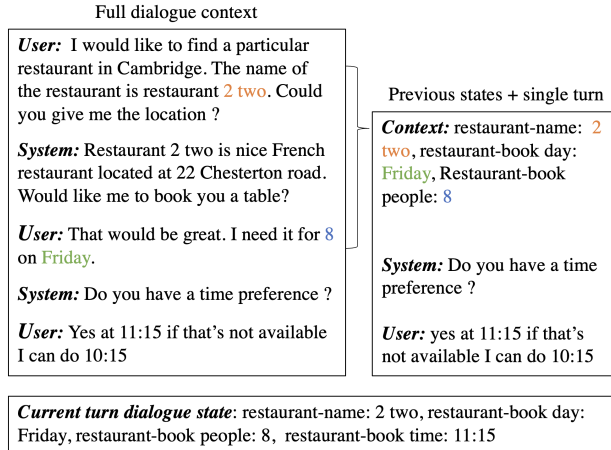 Full dialogue context
User: I would like to find a particular
restaurant in Cambridge. The name of
the restaurant is restaurant 2 two. Could
you give me the location ?
System: Restaurant 2 two is nice French
restaurant located at 22 Chesterton road.
Would like me to book you a table?
User: That would be great. I need it for 8
on Friday.
System: Do you have a time preference ?
User: Yes at 11:15 if that's not available
I can do 10:15
Previous states + single turn
Context: restaurant-name: 2
two, restaurant-book day:
Friday, Restaurant-book
people: 8
System: Do you have a time
preference ?
User: yes at 11:15 if that's
not available I can do 10:15
Current turn dialogue state: restaurant-name: 2 two, restaurant-book day:
Friday, restaurant-book people: 8, restaurant-book time: 11:15